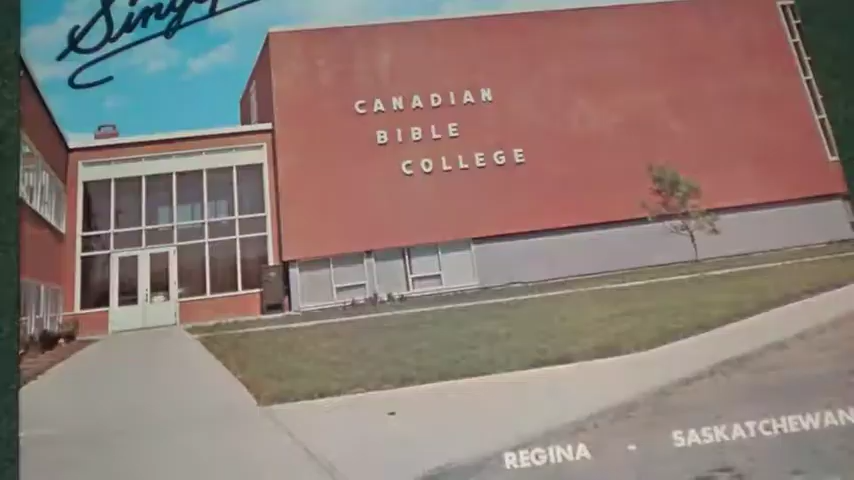 CANADIAN
BIBLE
COLLEGE
REGINA - SASKATCHEWAN